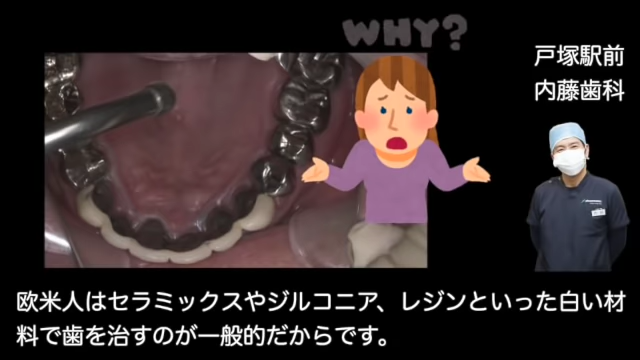 WHY?
戸塚駅前
内藤歯科
欧米人はセラミックスやジルコニア、レジンといった白い材
料で歯を治すのが一般的だからです。